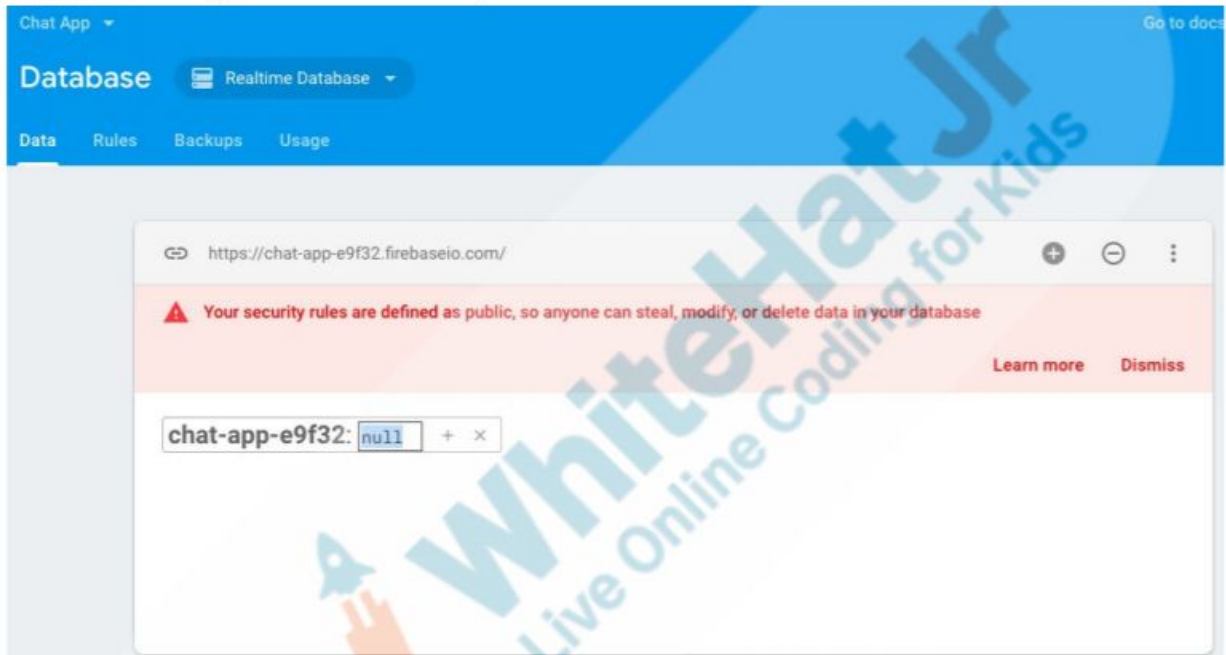 Chat App
Go to docs
Database
Realtime Database
Data Rules Backups Usage
https://chat-app-e9f32.firebaseio.com/
Your security rules are defined as public, so anyone can steal, modify, or delete data in your database
Learn more Dismiss
chat-app-e9f32: null + ×
WhiteHat Jr
Live Online Coding for Kids